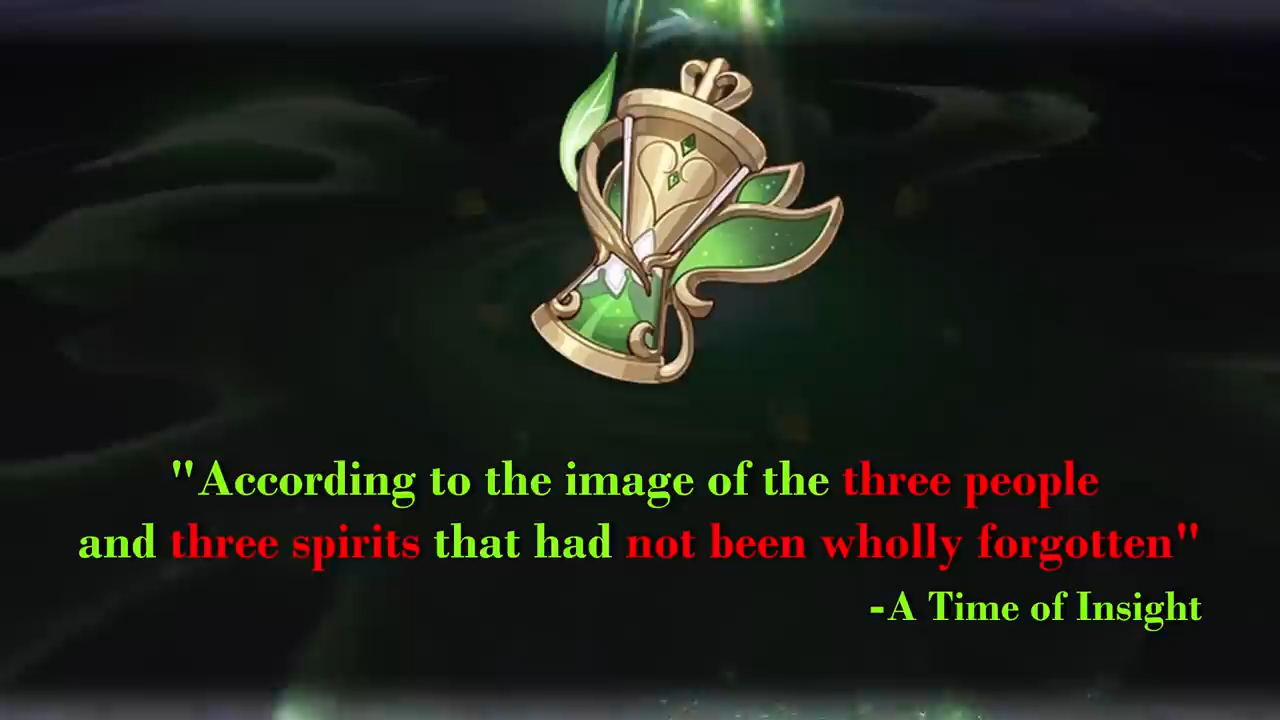 "According to the image of the three people
and three spirits that had not been wholly forgotten"
-A Time of Insight